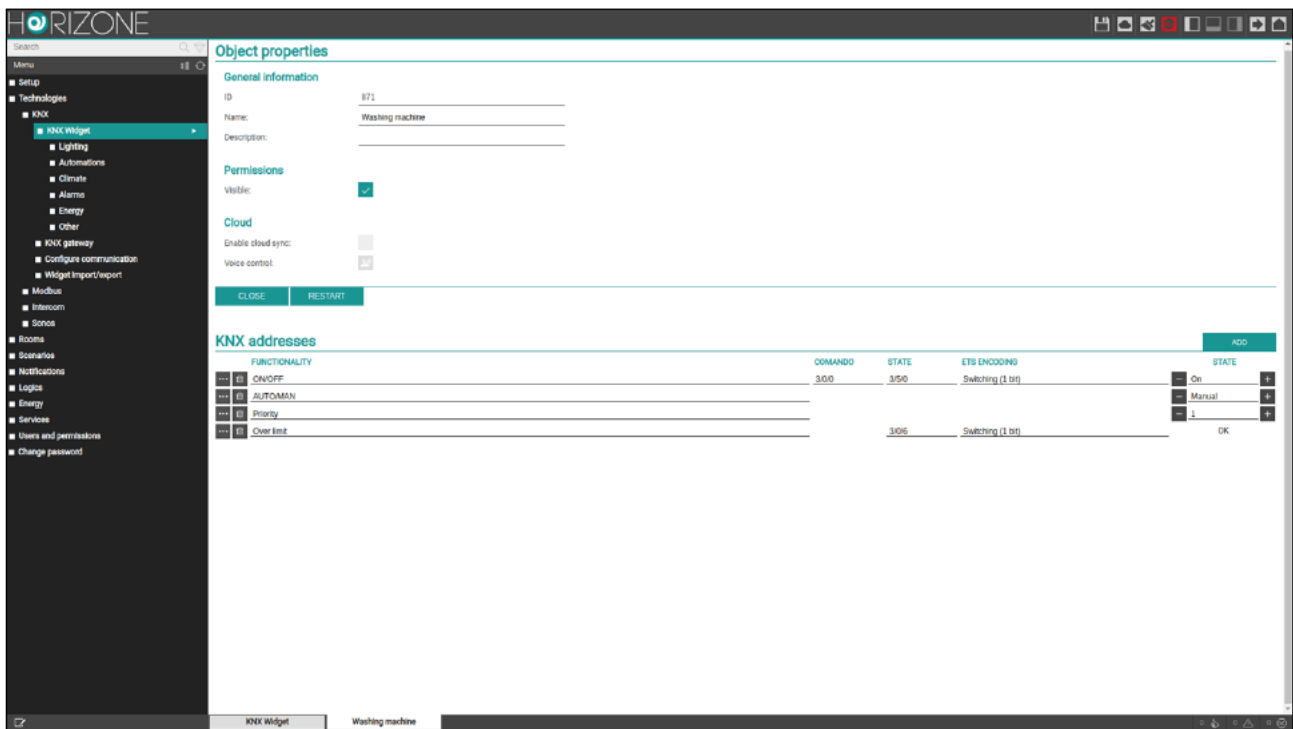 HORIZONE
Search
Menu
Setup
Technologies
KNX
KNX Widget
Lighting
Automations
Climate
Alarms
Energy
Other
KNX gateway
Configure communication
Widget import/export
Modbus
Intercom
Sonos
Rooms
Scenarios
Notifications
Logics
Energy
Services
Users and permissions
Change password
Object properties
General information
ID 871
Name: Washing machine
Description:
Permissions
Visible:
Cloud
Enable cloud sync:
Voice control:
CLOSE RESTART
KNX addresses ADD
FUNCTIONALITY COMANDO STATE ETS ENCODING STATE
ON/OFF 3/0/0 3/5/0 Switching (1 bit) On
AUTO/MAN Manual
Priority 1
Over limit 3/0/6 Switching (1 bit) OK
KNX Widget Washing machine 0 0 0